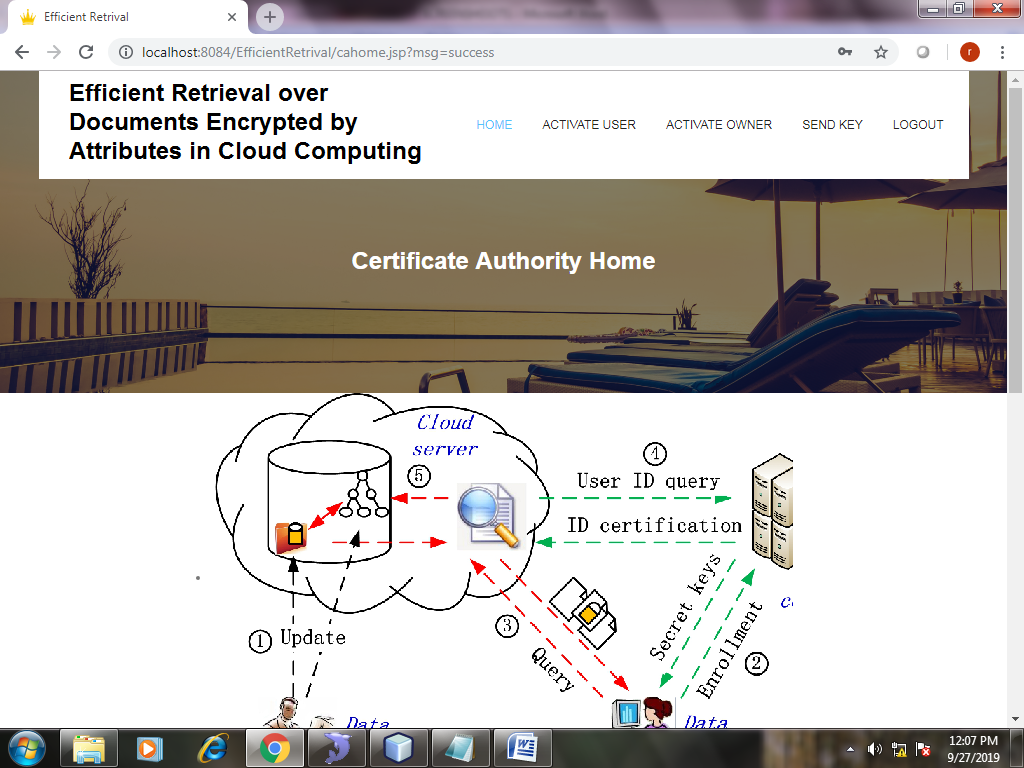 Efficient Retrival
localhost:8084/EfficientRetrival/cahome.jsp?msg=success
r
Efficient Retrieval over
Documents Encrypted by
Attributes in Cloud Computing
HOME ACTIVATE USER ACTIVATE OWNER SEND KEY LOGOUT
Certificate Authority Home
Cloud
server
④
⑤
User ID query
ID certification
Secret keys
Enrollment
③
①
Update
Query
②
Data
Data
12:07 PM
9/27/2019